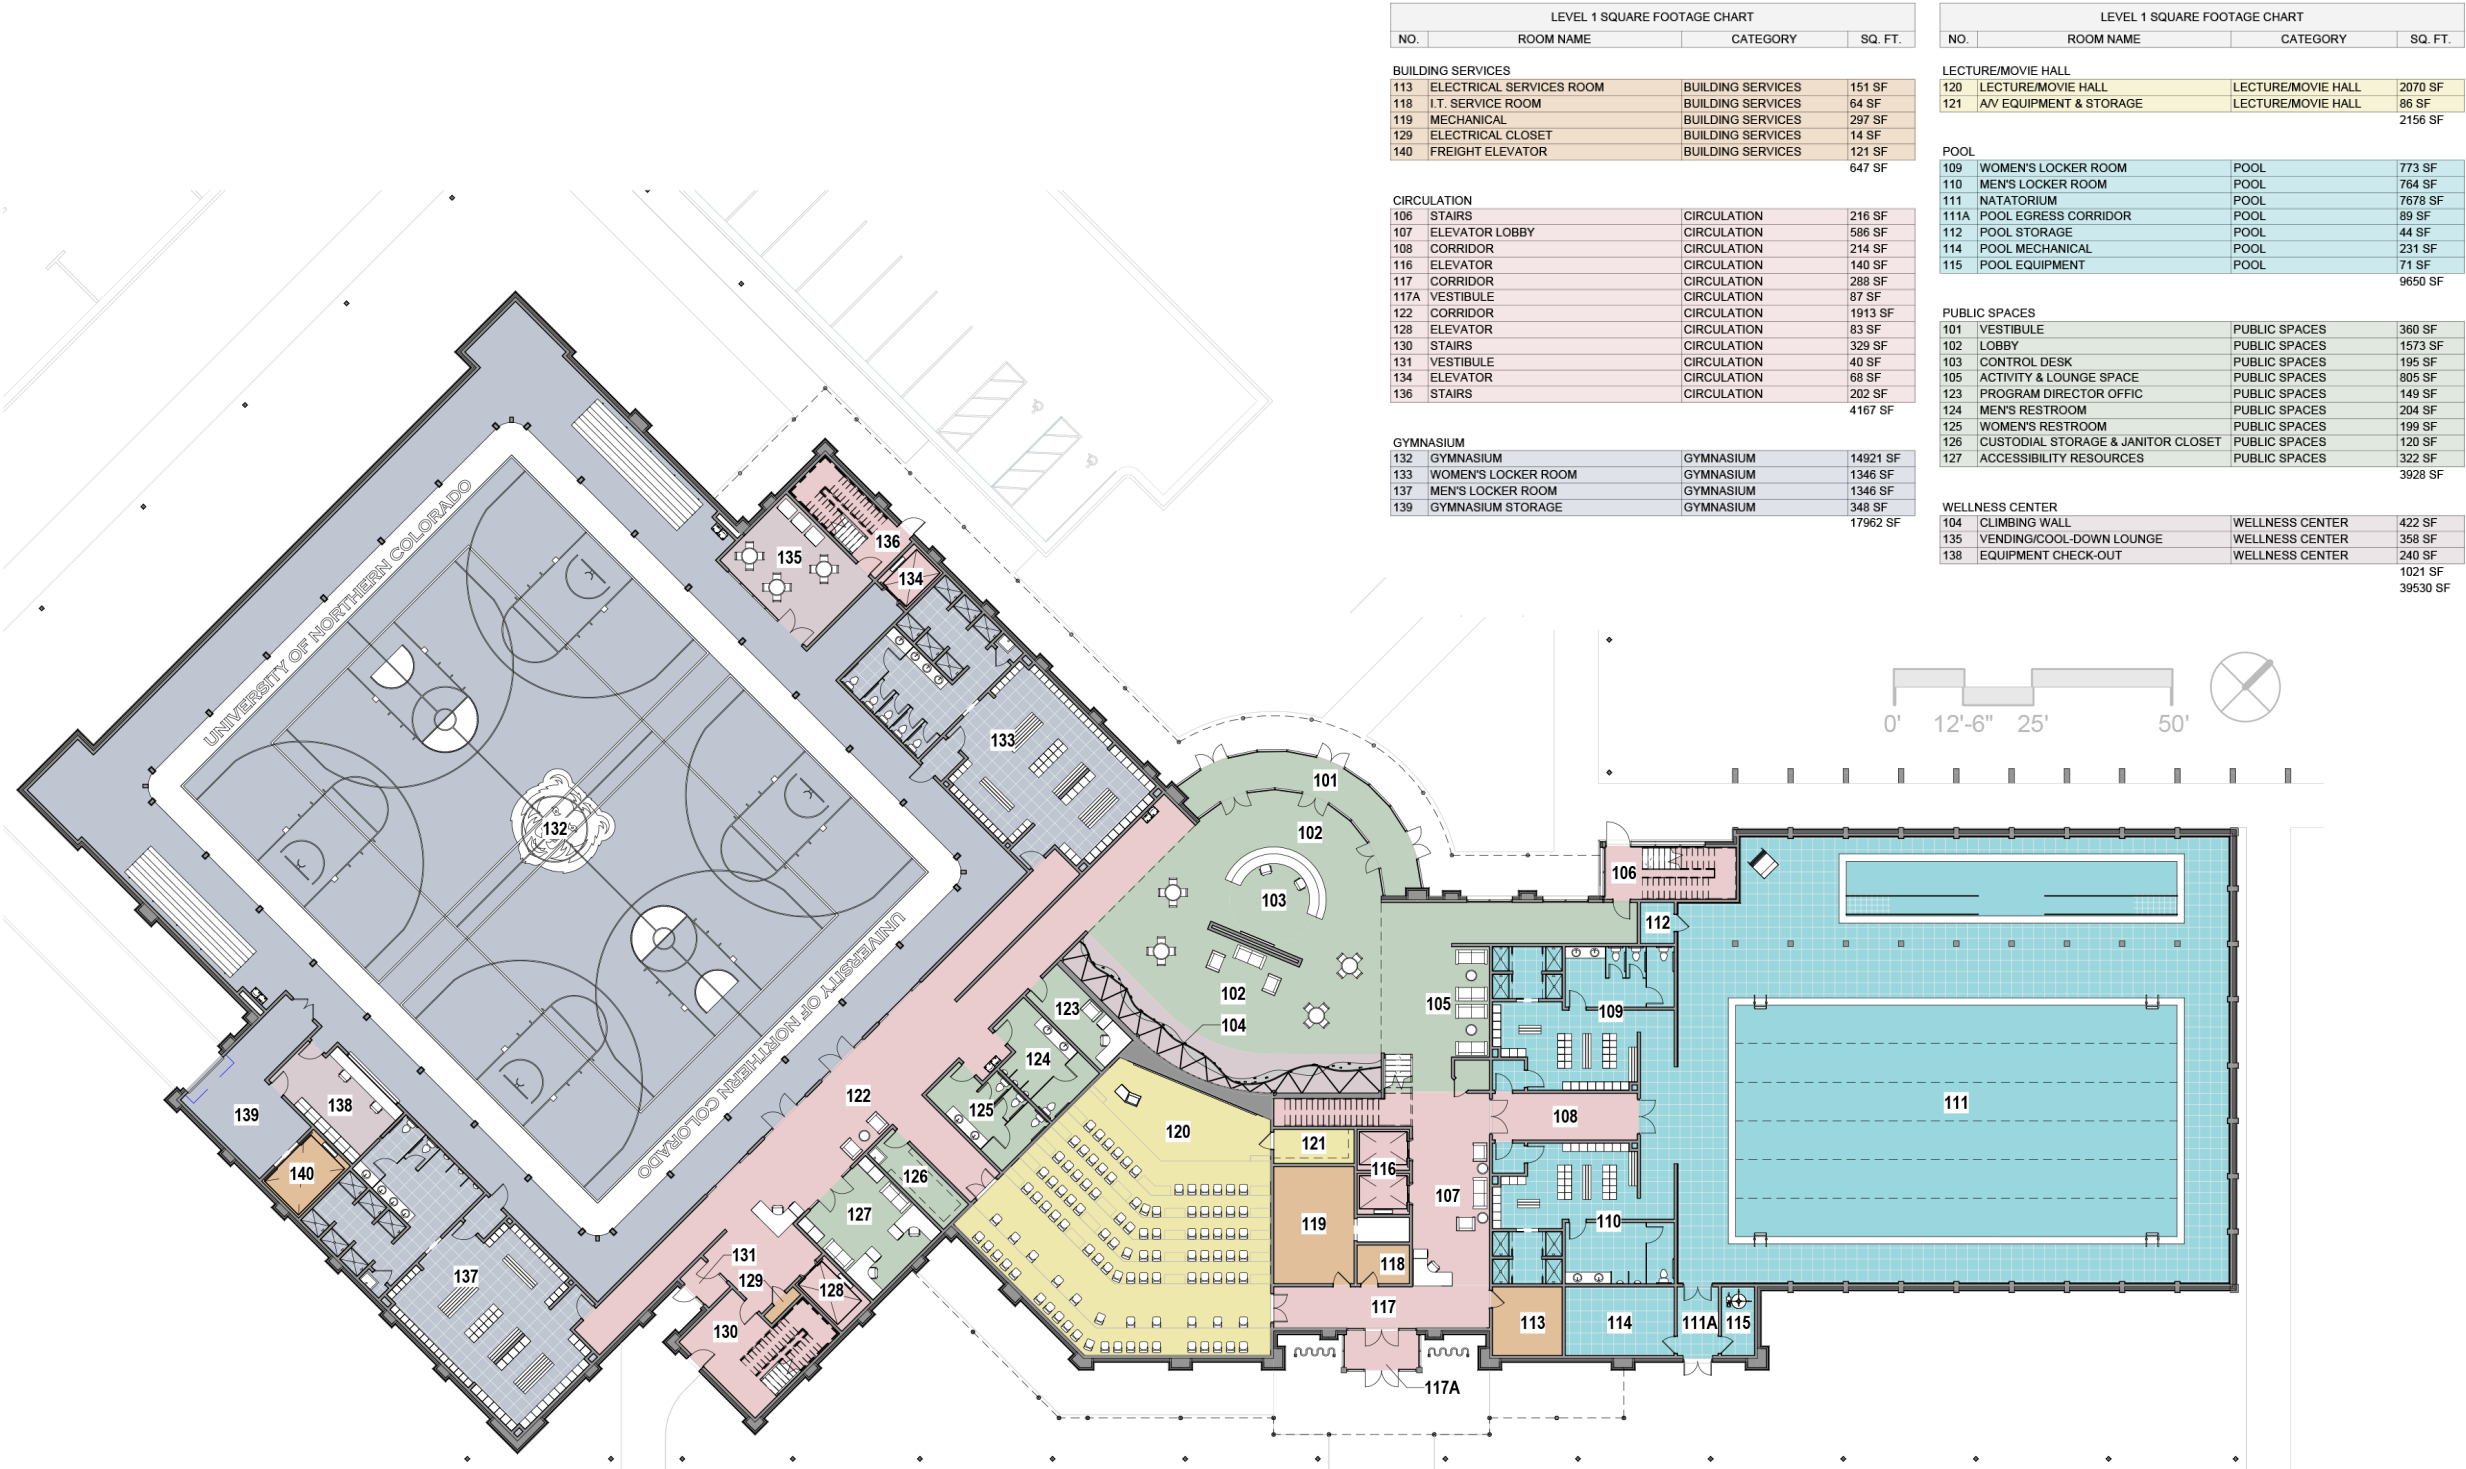 LEVEL 1 SQUARE FOOTAGE CHART
NO. ROOM NAME CATEGORY SQ. FT.
BUILDING SERVICES
113 ELECTRICAL SERVICES ROOM BUILDING SERVICES 151 SF
118 I.T. SERVICE ROOM BUILDING SERVICES 64 SF
119 MECHANICAL BUILDING SERVICES 297 SF
129 ELECTRICAL CLOSET BUILDING SERVICES 14 SF
140 FREIGHT ELEVATOR BUILDING SERVICES 121 SF
647 SF
CIRCULATION
106 STAIRS CIRCULATION 216 SF
107 ELEVATOR LOBBY CIRCULATION 586 SF
108 CORRIDOR CIRCULATION 214 SF
116 ELEVATOR CIRCULATION 140 SF
117 CORRIDOR CIRCULATION 288 SF
117A VESTIBULE CIRCULATION 87 SF
122 CORRIDOR CIRCULATION 1913 SF
128 ELEVATOR CIRCULATION 83 SF
130 STAIRS CIRCULATION 329 SF
131 VESTIBULE CIRCULATION 40 SF
134 ELEVATOR CIRCULATION 68 SF
136 STAIRS CIRCULATION 202 SF
4167 SF
GYMNASIUM
132 GYMNASIUM GYMNASIUM 14921 SF
133 WOMEN'S LOCKER ROOM GYMNASIUM 1346 SF
137 MEN'S LOCKER ROOM GYMNASIUM 1346 SF
139 GYMNASIUM STORAGE GYMNASIUM 348 SF
17962 SF
LEVEL 1 SQUARE FOOTAGE CHART
NO. ROOM NAME CATEGORY SQ. FT.
LECTURE/MOVIE HALL
120 LECTURE/MOVIE HALL LECTURE/MOVIE HALL 2070 SF
121 A/V EQUIPMENT & STORAGE LECTURE/MOVIE HALL 86 SF
2156 SF
POOL
109 WOMEN'S LOCKER ROOM POOL 773 SF
110 MEN'S LOCKER ROOM POOL 764 SF
111 NATATORIUM POOL 7678 SF
111A POOL EGRESS CORRIDOR POOL 89 SF
112 POOL STORAGE POOL 44 SF
114 POOL MECHANICAL POOL 231 SF
115 POOL EQUIPMENT POOL 71 SF
9650 SF
PUBLIC SPACES
101 VESTIBULE PUBLIC SPACES 360 SF
102 LOBBY PUBLIC SPACES 1573 SF
103 CONTROL DESK PUBLIC SPACES 195 SF
105 ACTIVITY & LOUNGE SPACE PUBLIC SPACES 805 SF
123 PROGRAM DIRECTOR OFFIC PUBLIC SPACES 149 SF
124 MEN'S RESTROOM PUBLIC SPACES 204 SF
125 WOMEN'S RESTROOM PUBLIC SPACES 199 SF
126 CUSTODIAL STORAGE & JANITOR CLOSET PUBLIC SPACES 120 SF
127 ACCESSIBILITY RESOURCES PUBLIC SPACES 322 SF
3928 SF
WELLNESS CENTER
104 CLIMBING WALL WELLNESS CENTER 422 SF
135 VENDING/COOL-DOWN LOUNGE WELLNESS CENTER 358 SF
138 EQUIPMENT CHECK-OUT WELLNESS CENTER 240 SF
1021 SF
39530 SF
0' 12'-6" 25' 50'
UNIVERSITY OF NORTHERN COLORADO
UNIVERSITY OF NORTHERN COLORADO
136
135
134
133
101
132
102
106
103
112
102
105
109
123
104
124
122
111
139
138
125
108
120
121
116
140
126
107
127
119
110
131
118
137
129
128
117
130
113
114
111A
115
117A